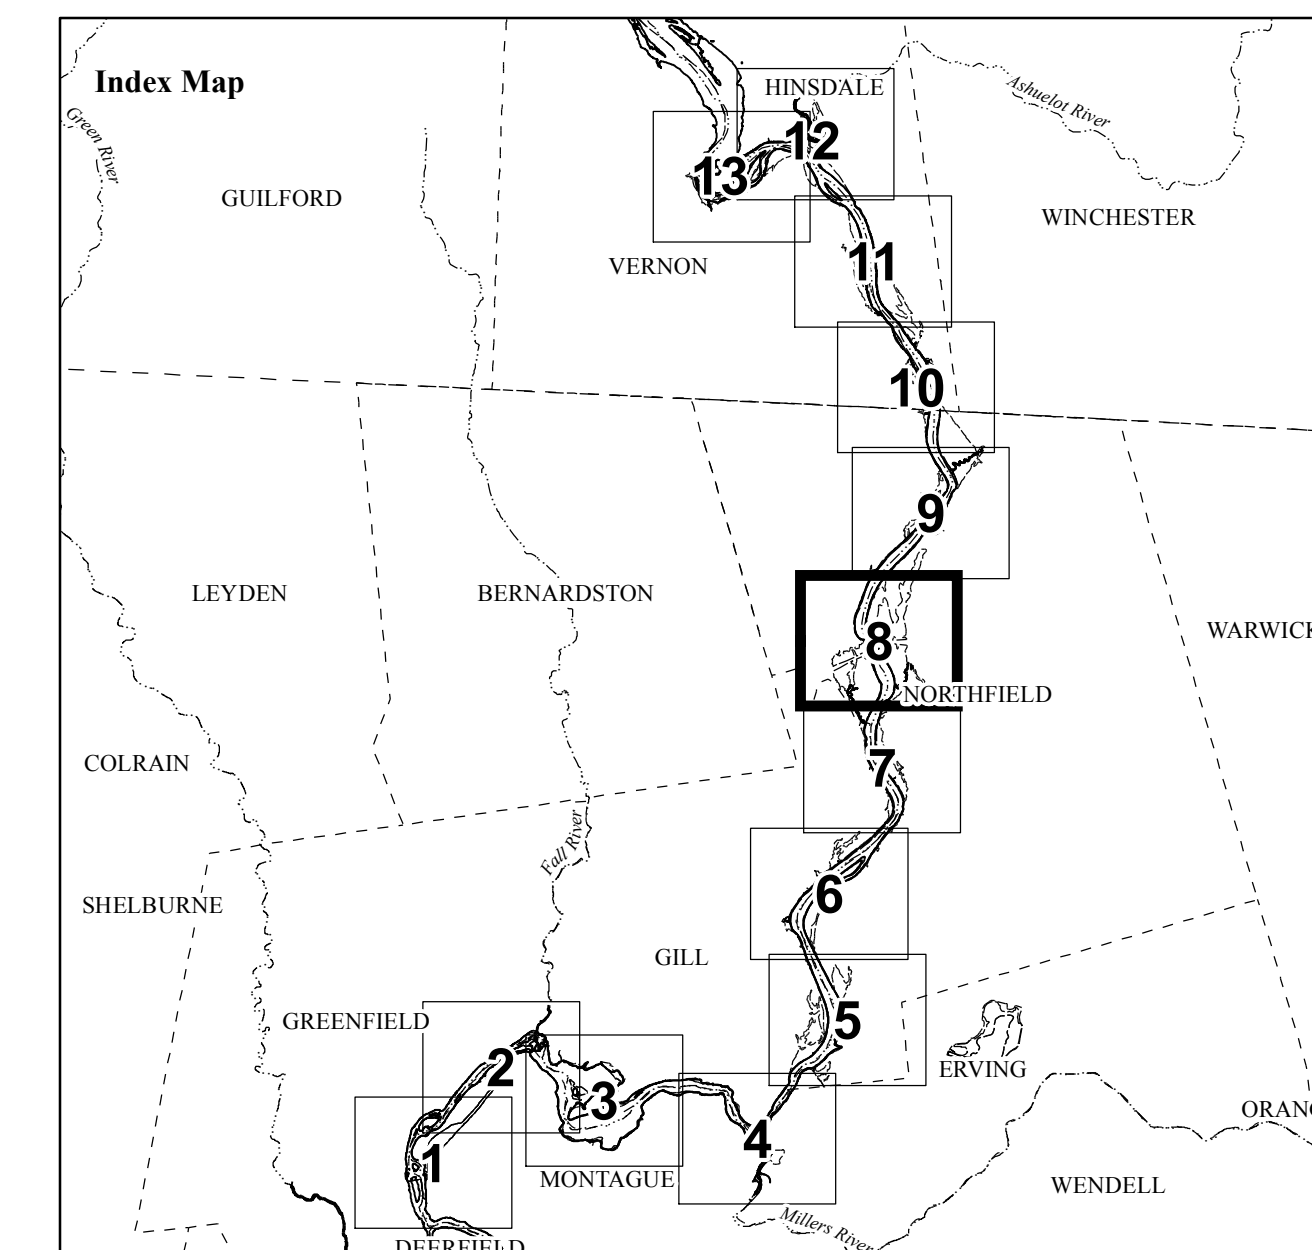 HINSDALE
Index Map
Ashuelot River
Green River
12
13
GUILFORD
WINCHESTER
11
VERNON
10
9
LEYDEN
BERNARDSTON
WARWICK
8
NORTHFIELD
COLRAIN
7
Fall River
6
SHELBURNE
GILL
5
GREENFIELD
2
ERVING
3
ORANG
4
1
MONTAGUE
WENDELL
Millers River
DEERFIELD